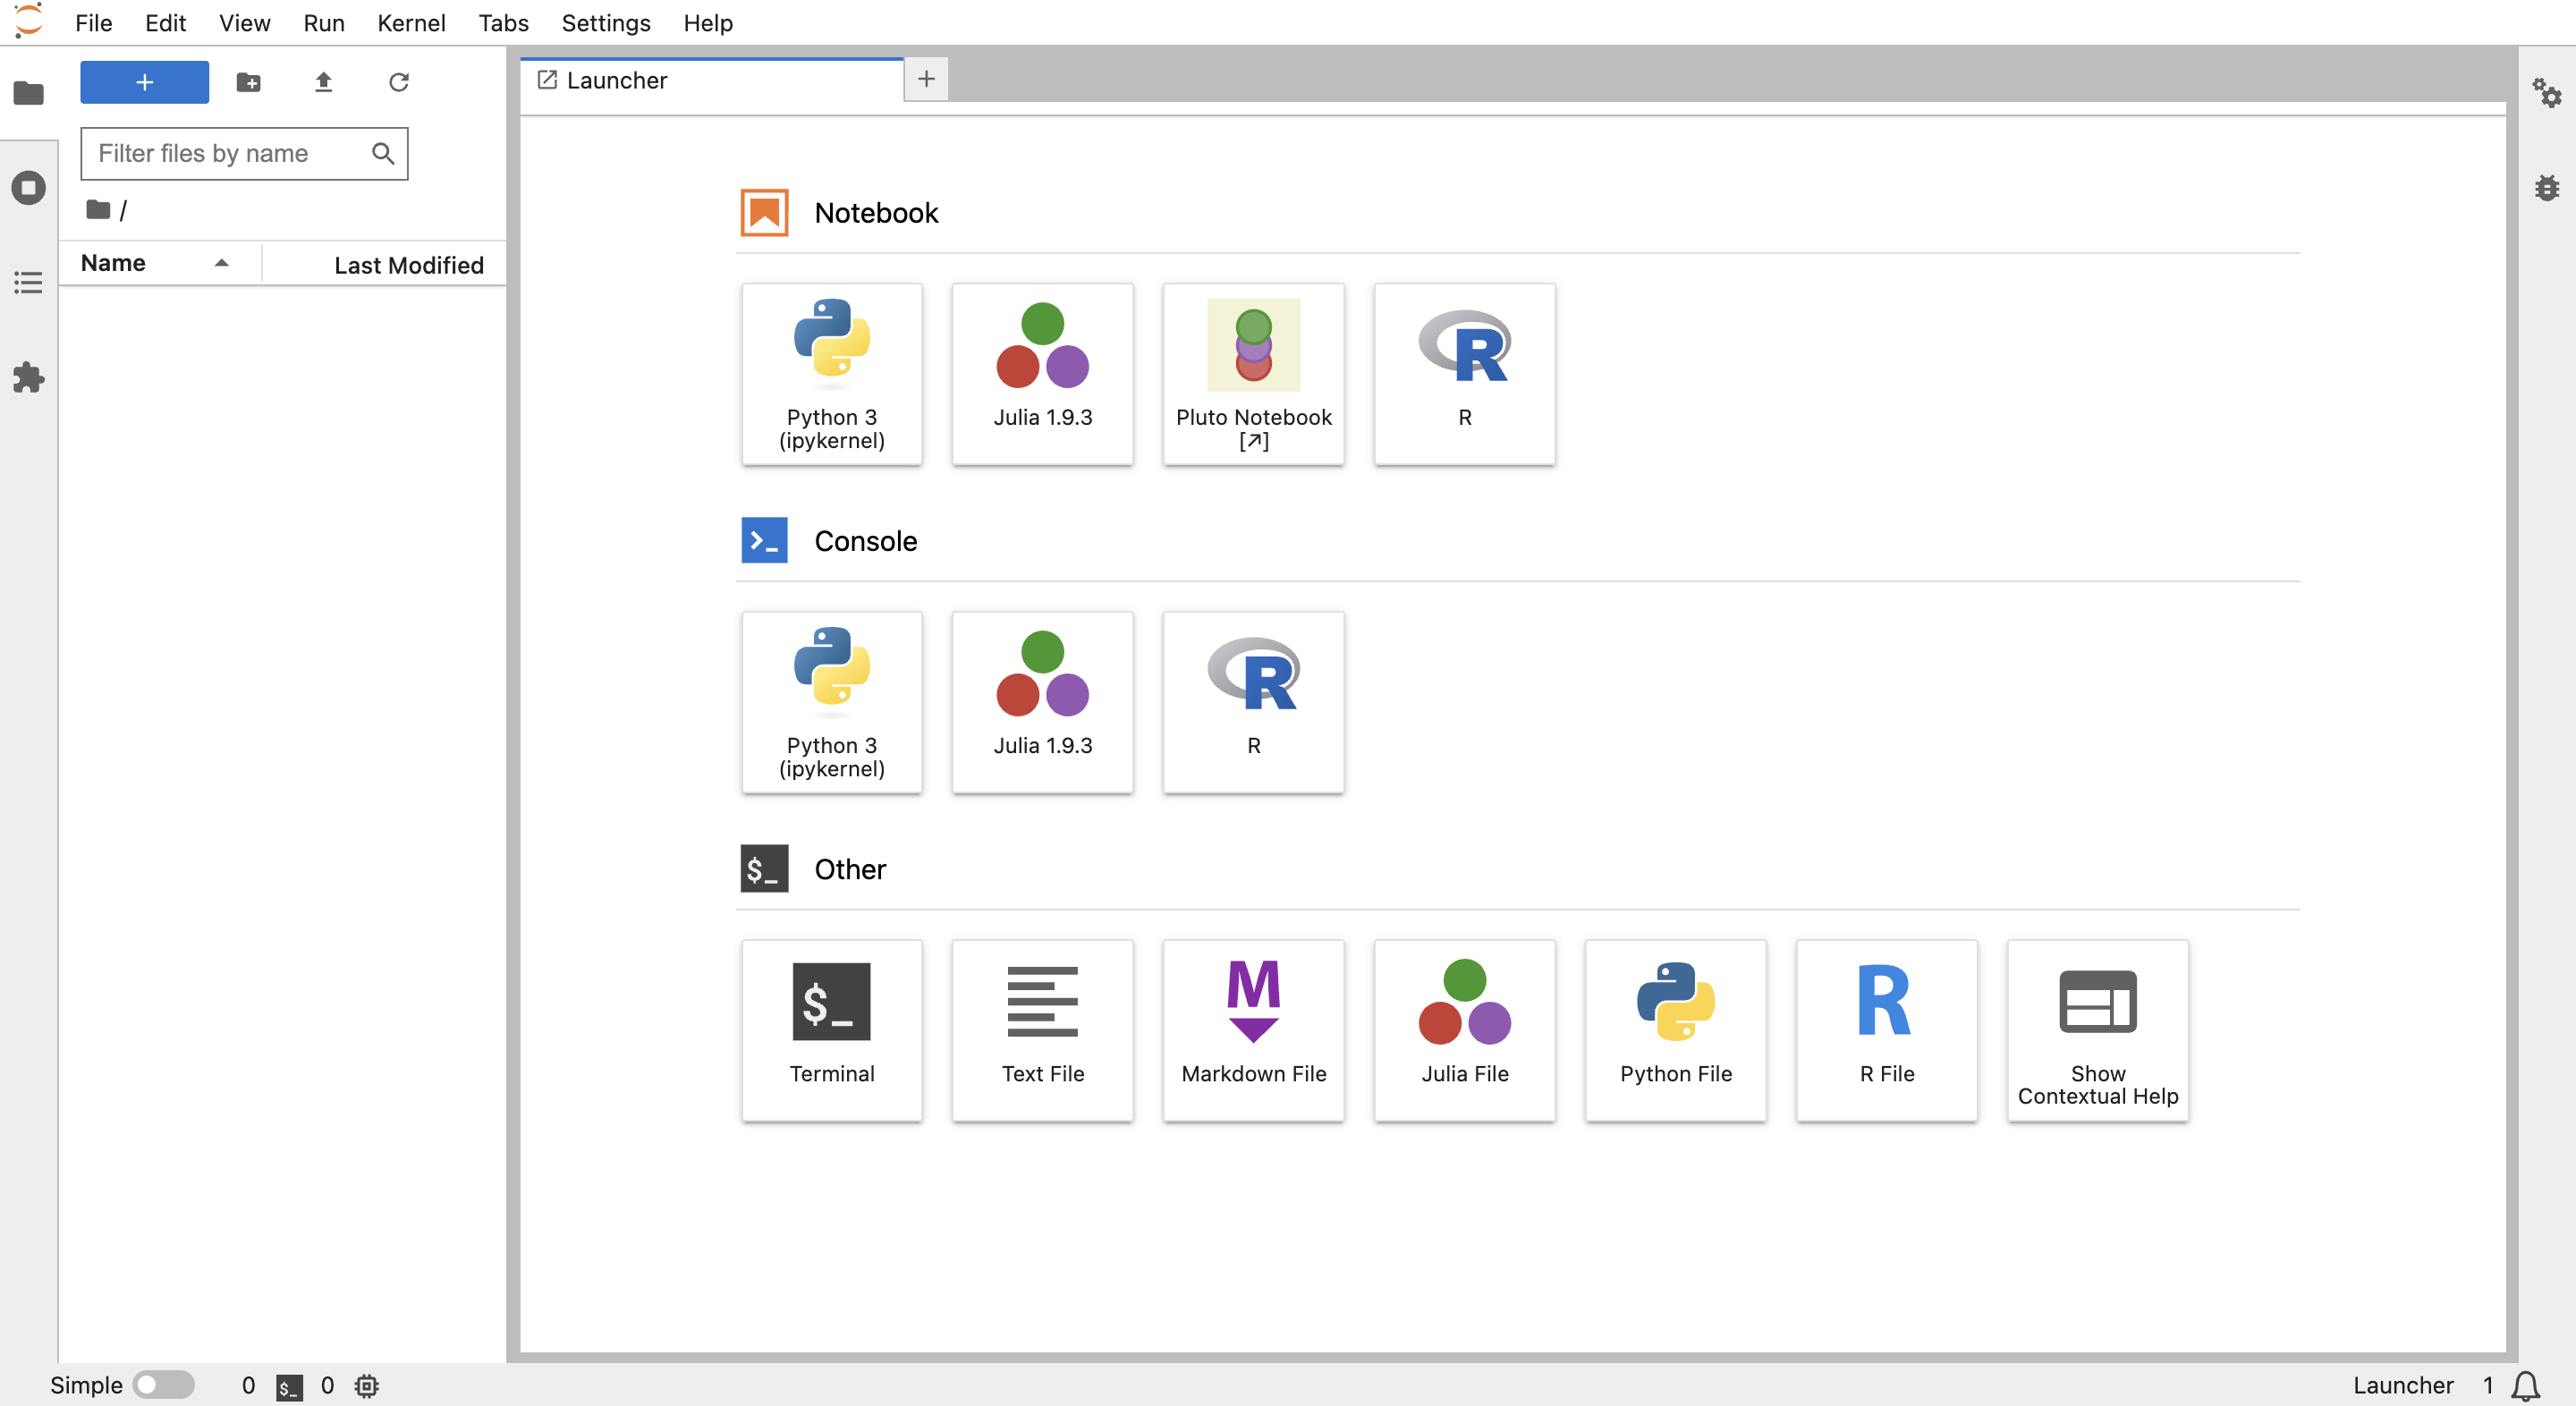 File Edit View Run Kernel Tabs Settings Help
+
Launcher
+
Filter files by name
/
Name
Last Modified
Notebook
Python 3
(ipykernel)
Julia 1.9.3
Pluto Notebook
[↗]
R
Console
Python 3
(ipykernel)
Julia 1.9.3
R
$_ Other
$_
Terminal
Text File
M
Markdown File
Julia File
Python File
R
R File
Show
Contextual Help
Simple 0 $_ 0
Launcher 1